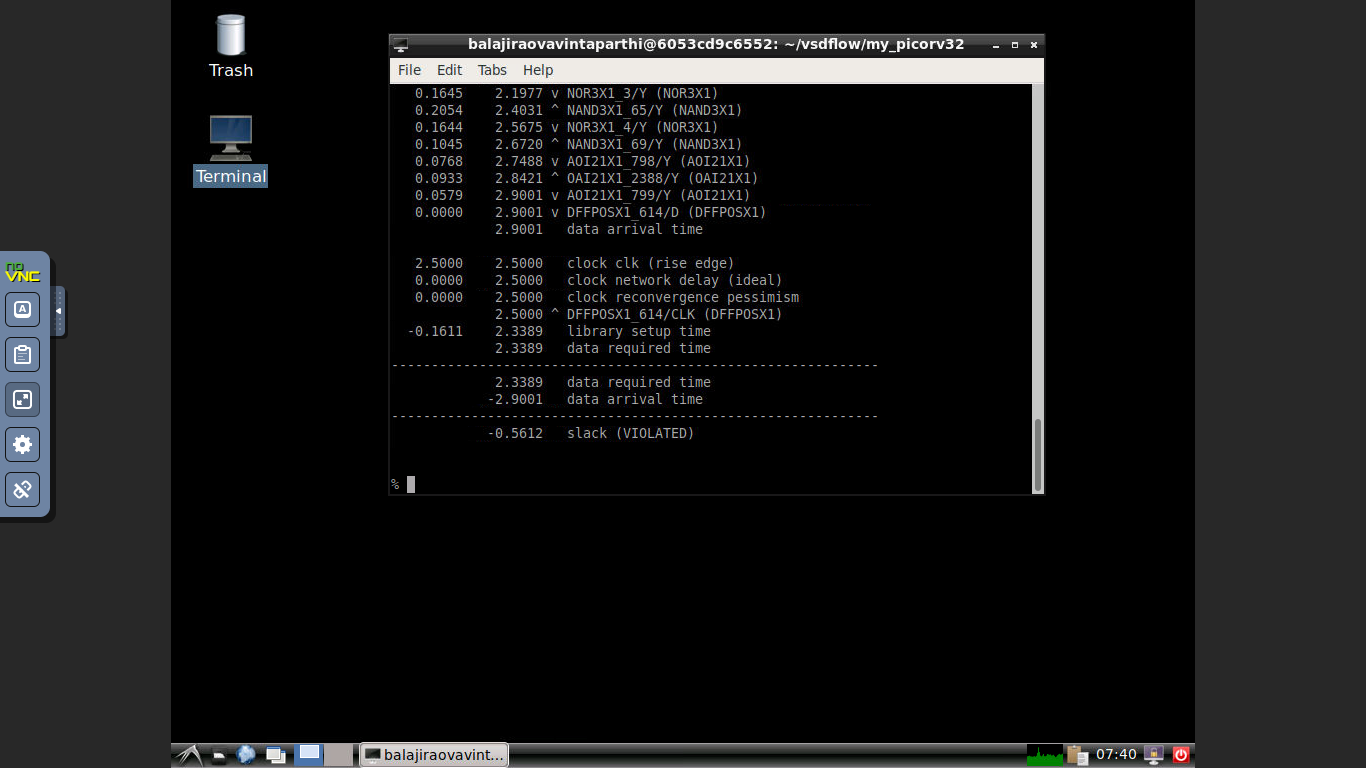 Trash
Terminal
no
VNC
A
balajiraovavintaparthi@6053cd9c6552: ~/vsdflow/my_picorv32
File Edit Tabs Help
0.1645 2.1977 v NOR3X1_3/Y (NOR3X1)
0.2054 2.4031 ^ NAND3X1_65/Y (NAND3X1)
0.1644 2.5675 v NOR3X1_4/Y (NOR3X1)
0.1045 2.6720 ^ NAND3X1_69/Y (NAND3X1)
0.0768 2.7488 v AOI21X1_798/Y (AOI21X1)
0.0933 2.8421 ^ OAI21X1_2388/Y (OAI21X1)
0.0579 2.9001 v AOI21X1_799/Y (AOI21X1)
0.0000 2.9001 v DFFPOSX1_614/D (DFFPOSX1)
2.9001 data arrival time
2.5000 2.5000 clock clk (rise edge)
0.0000 2.5000 clock network delay (ideal)
0.0000 2.5000 clock reconvergence pessimism
2.5000 ^ DFFPOSX1_614/CLK (DFFPOSX1)
-0.1611 2.3389 library setup time
2.3389 data required time
-------------------------------------------------------------
2.3389 data required time
-2.9001 data arrival time
-------------------------------------------------------------
-0.5612 slack (VIOLATED)
%
balajiraovavint...
07:40